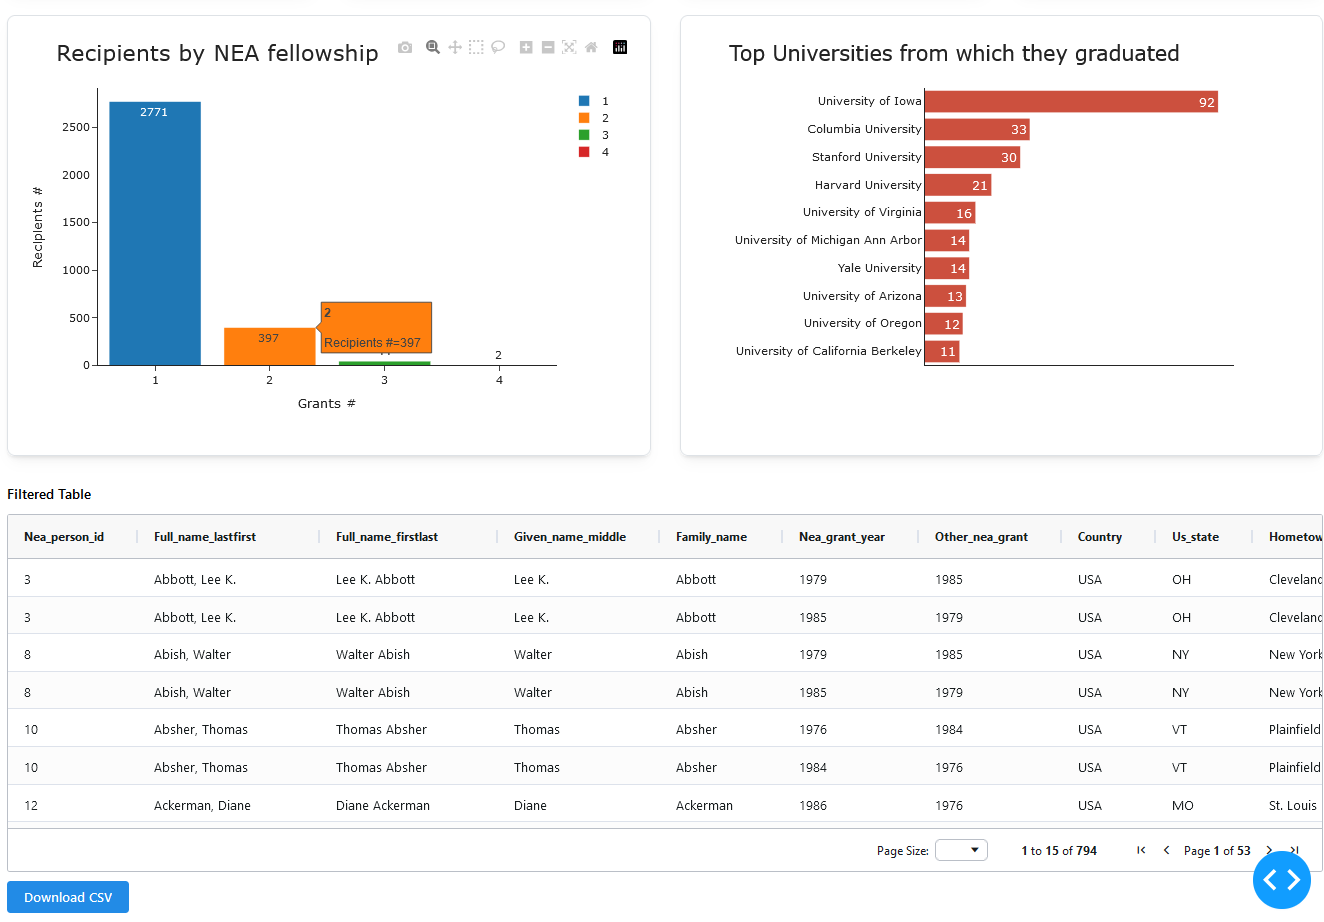 Recipients by NEA fellowship
2771
2500
2000
1500
1000
500
0
Recipients #
397
2
Recipients #=397
2
1
2
3
4
Grants #
1
2
3
4
Top Universities from which they graduated
University of Iowa 92
Columbia University 33
Stanford University 30
Harvard University 21
University of Virginia 16
University of Michigan Ann Arbor 14
Yale University 14
University of Arizona 13
University of Oregon 12
University of California Berkeley 11
Filtered Table
Nea_person_id Full_name_lastfirst Full_name_firstlast Given_name_middle Family_name Nea_grant_year Other_nea_grant Country Us_state Hometow
3 Abbott, Lee K. Lee K. Abbott Lee K. Abbott 1979 1985 USA OH Cleveland
3 Abbott, Lee K. Lee K. Abbott Lee K. Abbott 1985 1979 USA OH Cleveland
8 Abish, Walter Walter Abish Walter Abish 1979 1985 USA NY New York
8 Abish, Walter Walter Abish Walter Abish 1985 1979 USA NY New York
10 Absher, Thomas Thomas Absher Thomas Absher 1976 1984 USA VT Plainfield
10 Absher, Thomas Thomas Absher Thomas Absher 1984 1976 USA VT Plainfield
12 Ackerman, Diane Diane Ackerman Diane Ackerman 1986 1976 USA MO St. Louis
Page Size: 1 to 15 of 794 Page 1 of 53
Download CSV